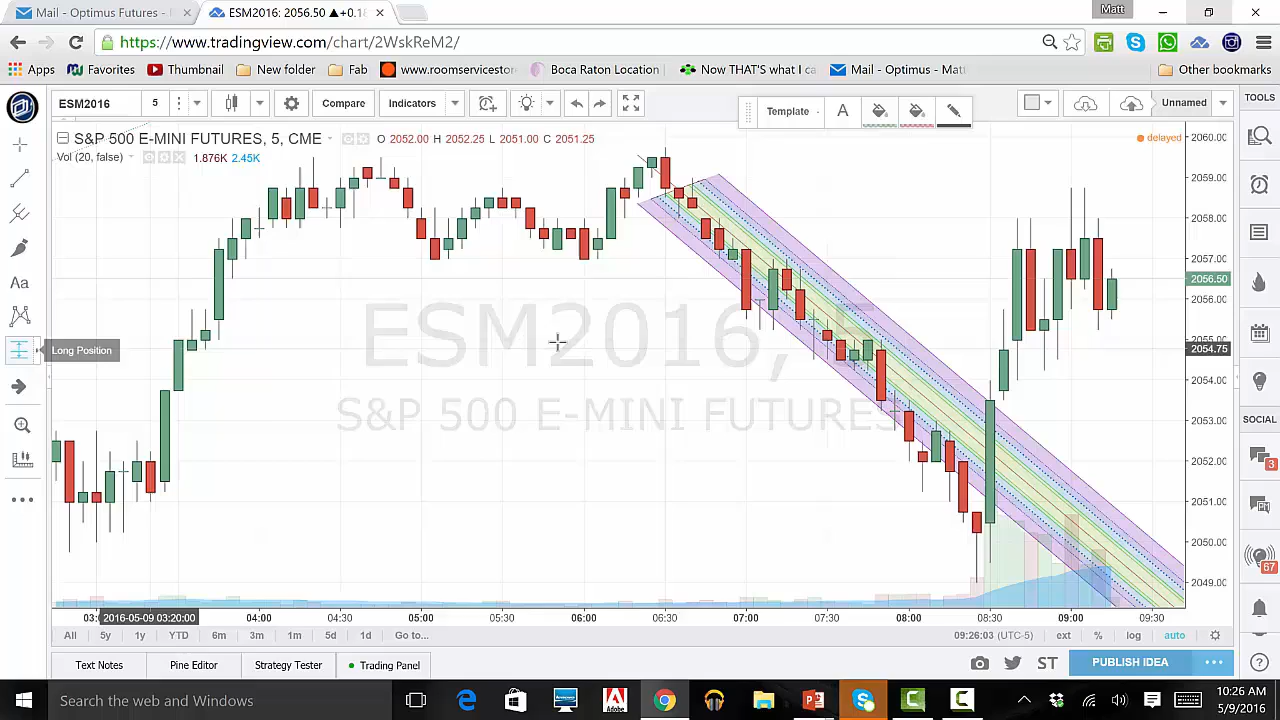 Mail - Optimus Futures -
ESM2016: 2056.50 ▲+0.1
Matt
https://www.tradingview.com/chart/2WskReM2/
Apps
Favorites
Thumbnail
New folder
Fab
www.roomservicestor
Boca Raton Location
THAT'S what I ca
Mail - Optimus - Matt
Other bookmarks
ESM2016
5
Compare
Indicators
Template
A
Unnamed
TOOLS
S&P 500 E-MINI FUTURES, 5, CME
O 2052.00 H 2052.25 L 2051.00 C 2051.25
delayed
2060.00
Vol (20, false)
1.876K 2.45K
2059.00
2058.00
2057.00
2056.50
2056.00
2055.00
2054.75
2054.00
2053.00
2052.00
2051.00
2050.00
2049.00
Aa
Long Position
ESM2016, 5
S&P 500 E-MINI FUTURES
SOCIAL
3
67
2016-05-09 03:20:00
04:00
04:30
05:00
05:30
06:00
06:30
07:00
07:30
08:00
08:30
09:00
09:30
All
5y
1y
YTD
6m
3m
1m
5d
1d
Go to...
09:26:03 (UTC-5)
ext
%
log
auto
Text Notes
Pine Editor
Strategy Tester
Trading Panel
ST
PUBLISH IDEA
Search the web and Windows
10:26 AM
5/9/2016